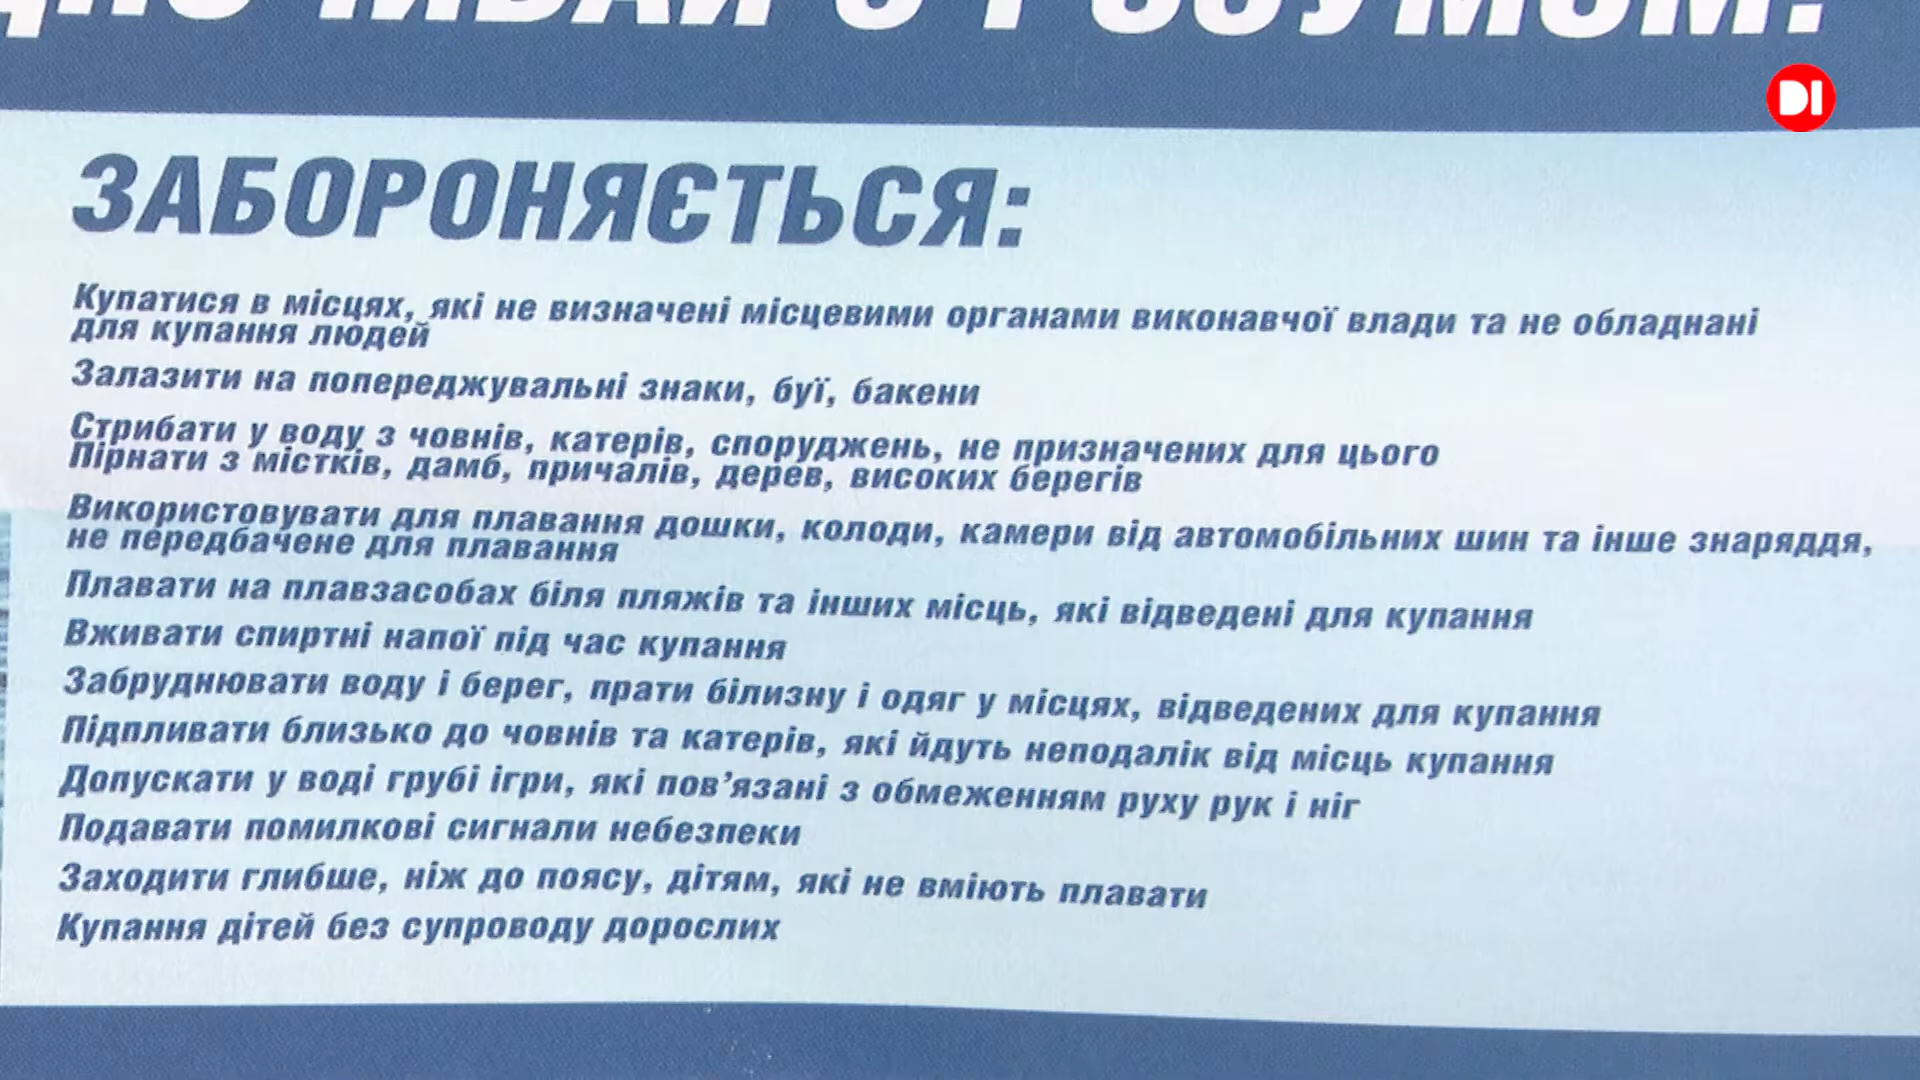 З РОЗУМОМ!
DI
ЗАБОРОНЯЄТЬСЯ:
Купатися в місцях, які не визначені місцевими органами виконавчої влади та не обладнані
для купання людей
Залазити на попереджувальні знаки, буї, бакени
Стрибати у воду з човнів, катерів, споруджень, не призначених для цього
Пірнати з містків, дамб, причалів, дерев, високих берегів
Використовувати для плавання дошки, колоди, камери від автомобільних шин та інше знаряддя,
не передбачене для плавання
Плавати на плавзасобах біля пляжів та інших місць, які відведені для купання
Вживати спиртні напої під час купання
Забруднювати воду і берег, прати білизну і одяг у місцях, відведених для купання
Підпливати близько до човнів та катерів, які йдуть неподалік від місць купання
Допускати у воді грубі ігри, які пов’язані з обмеженням руху рук і ніг
Подавати помилкові сигнали небезпеки
Заходити глибше, ніж до поясу, дітям, які не вміють плавати
Купання дітей без супроводу дорослих